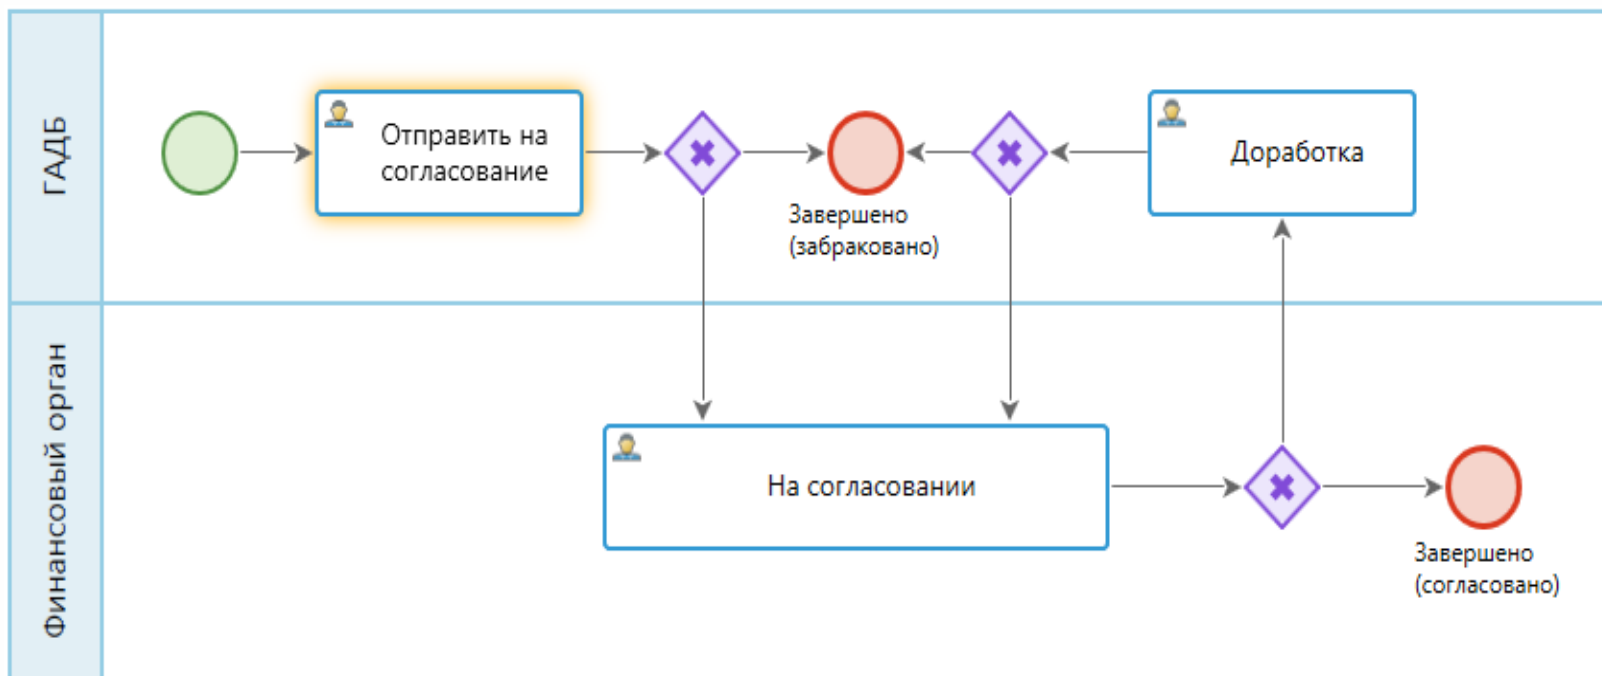 ГАДБ
Отправить на
согласование
Завершено
(забраковано)
Доработка
Финансовый орган
На согласовании
Завершено
(согласовано)